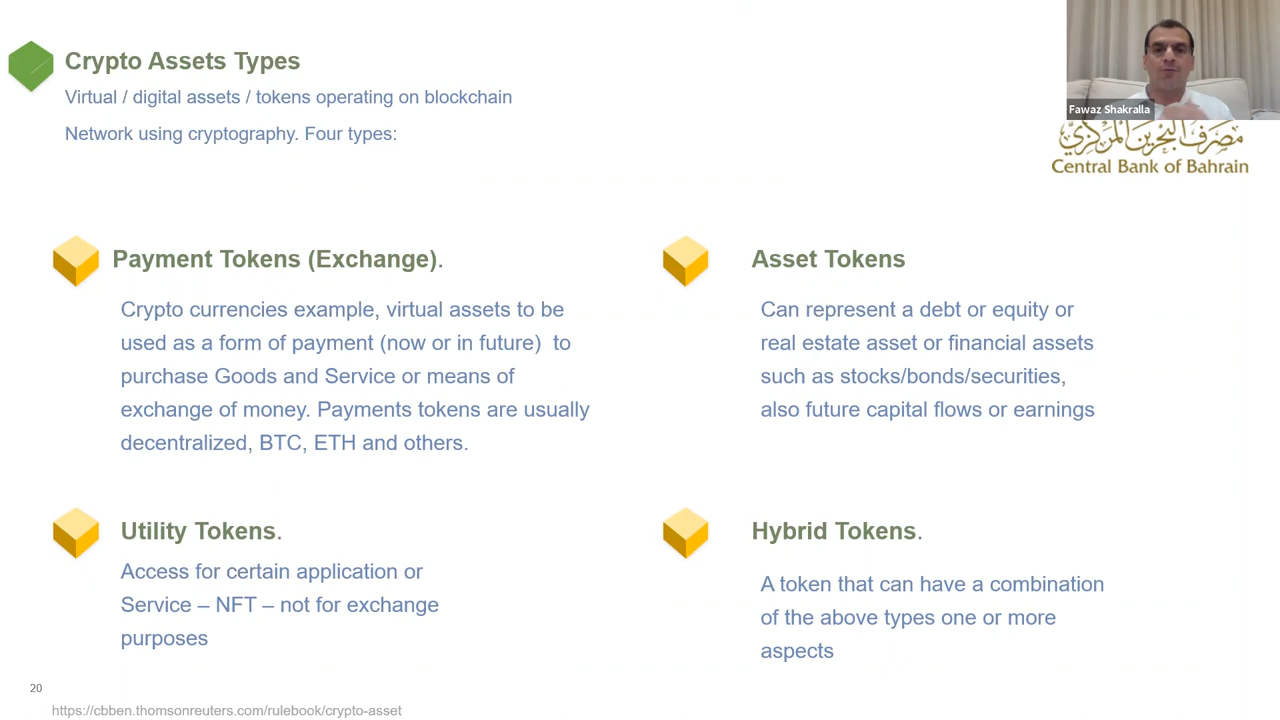 Crypto Assets Types
Virtual / digital assets / tokens operating on blockchain
Network using cryptography. Four types:
Fawaz Shakralla
مصرف البحرين المركزي
Central Bank of Bahrain
Payment Tokens (Exchange).
Crypto currencies example, virtual assets to be
used as a form of payment (now or in future) to
purchase Goods and Service or means of
exchange of money. Payments tokens are usually
decentralized, BTC, ETH and others.
Asset Tokens
Can represent a debt or equity or
real estate asset or financial assets
such as stocks/bonds/securities,
also future capital flows or earnings
Utility Tokens.
Access for certain application or
Service – NFT – not for exchange
purposes
Hybrid Tokens.
A token that can have a combination
of the above types one or more
aspects
20
https://cbben.thomsonreuters.com/rulebook/crypto-asset